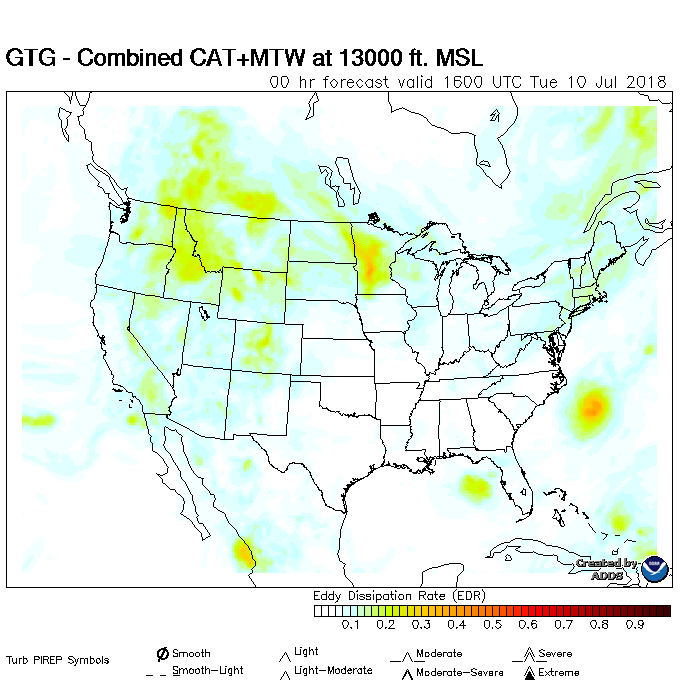 GTG - Combined CAT+MTW at 13000 ft. MSL
00 hr forecast valid 1600 UTC Tue 10 Jul 2018
Created by
ADDS
Eddy Dissipation Rate (EDR)
0.1 0.2 0.3 0.4 0.5 0.6 0.7 0.8 0.9
Turb PIREP Symbols
Smooth Light Moderate Severe
Smooth-Light Light-Moderate Moderate-Severe Extreme